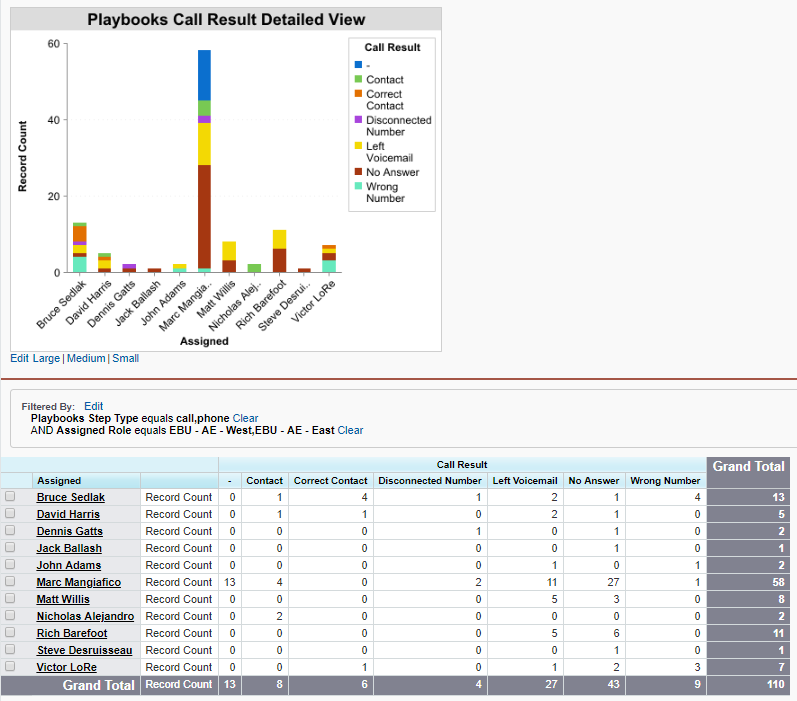 Playbooks Call Result Detailed View
Call Result
-
Contact
Correct
Contact
Disconnected
Number
Left
Voicemail
No Answer
Wrong
Number
Record Count
60
40
20
0
Bruce Sedlak
David Harris
Dennis Gatts
Jack Ballash
John Adams
Marc Mangia..
Matt Willis
Nicholas Alej..
Rich Barefoot
Steve Desrui..
Victor LoRe
Assigned
Edit Large | Medium | Small
Filtered By: Edit
Playbooks Step Type equals call,phone Clear
AND Assigned Role equals EBU - AE - West,EBU - AE - East Clear
Call Result Grand Total
Assigned - Contact Correct Contact Disconnected Number Left Voicemail No Answer Wrong Number
Bruce Sedlak Record Count 0 1 4 1 2 1 4 13
David Harris Record Count 0 1 1 0 2 1 0 5
Dennis Gatts Record Count 0 0 0 1 0 1 0 2
Jack Ballash Record Count 0 0 0 0 0 1 0 1
John Adams Record Count 0 0 0 0 1 0 1 2
Marc Mangiafico Record Count 13 4 0 2 11 27 1 58
Matt Willis Record Count 0 0 0 0 5 3 0 8
Nicholas Alejandro Record Count 0 2 0 0 0 0 0 2
Rich Barefoot Record Count 0 0 0 0 5 6 0 11
Steve Desruisseau Record Count 0 0 0 0 0 1 0 1
Victor LoRe Record Count 0 0 1 0 1 2 3 7
Grand Total Record Count 13 8 6 4 27 43 9 110